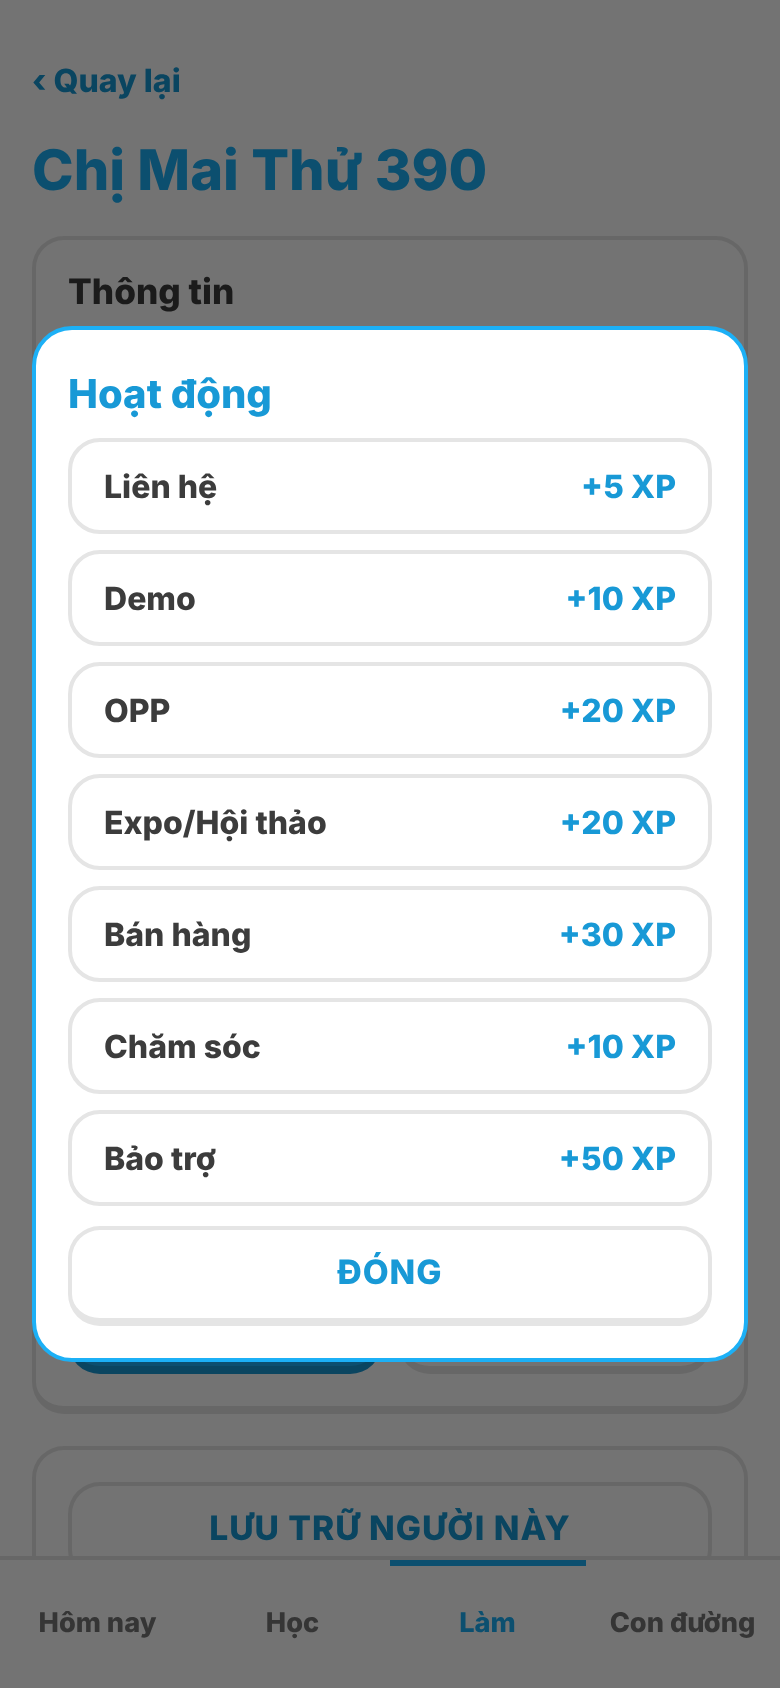 ‹ Quay lại
Chị Mai Thử 390
Thông tin
Hoạt động
Liên hệ +5 XP
Demo +10 XP
OPP +20 XP
Expo/Hội thảo +20 XP
Bán hàng +30 XP
Chăm sóc +10 XP
Bảo trợ +50 XP
ĐÓNG
LƯU TRỮ NGƯỜI NÀY
Hôm nay Học Làm Con đường